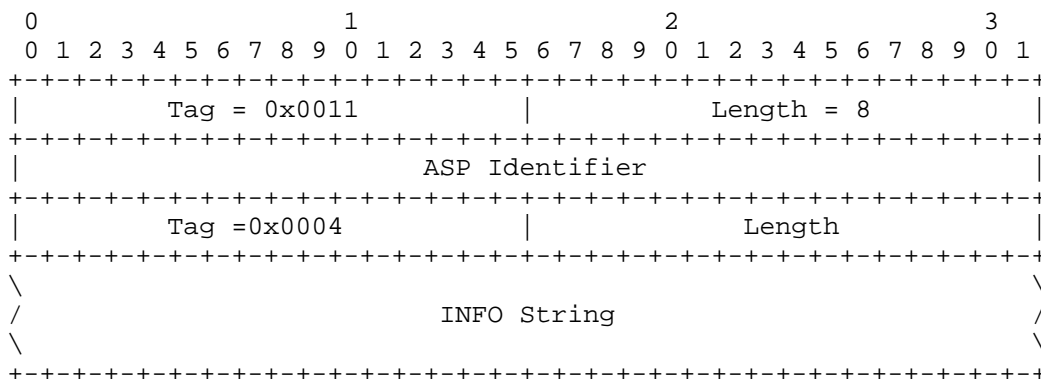 0                   1                   2                   3
 0 1 2 3 4 5 6 7 8 9 0 1 2 3 4 5 6 7 8 9 0 1 2 3 4 5 6 7 8 9 0 1
+-+-+-+-+-+-+-+-+-+-+-+-+-+-+-+-+-+-+-+-+-+-+-+-+-+-+-+-+-+-+-+-+
|         Tag = 0x0011          |           Length = 8          |
+-+-+-+-+-+-+-+-+-+-+-+-+-+-+-+-+-+-+-+-+-+-+-+-+-+-+-+-+-+-+-+-+
|                         ASP Identifier                        |
+-+-+-+-+-+-+-+-+-+-+-+-+-+-+-+-+-+-+-+-+-+-+-+-+-+-+-+-+-+-+-+-+
|         Tag =0x0004           |             Length            |
+-+-+-+-+-+-+-+-+-+-+-+-+-+-+-+-+-+-+-+-+-+-+-+-+-+-+-+-+-+-+-+-+
\                                                               \
/                          INFO String                          /
\                                                               \
+-+-+-+-+-+-+-+-+-+-+-+-+-+-+-+-+-+-+-+-+-+-+-+-+-+-+-+-+-+-+-+-+